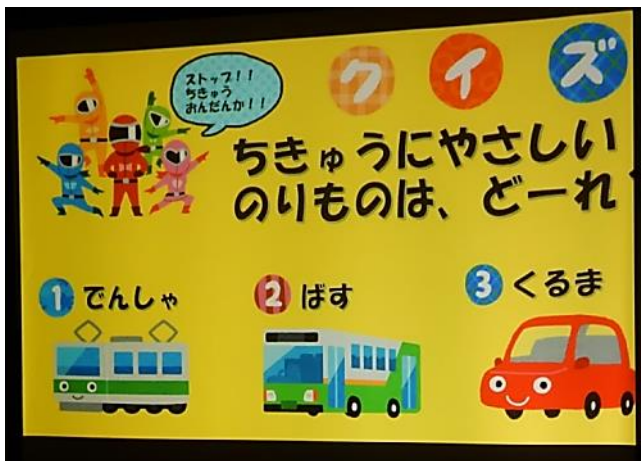 ストップ！！
ちきゅう
おんだんか！！
クイズ
ちきゅうにやさしい
のりものは、どーれ
1 でんしゃ
2 ばす
3 くるま